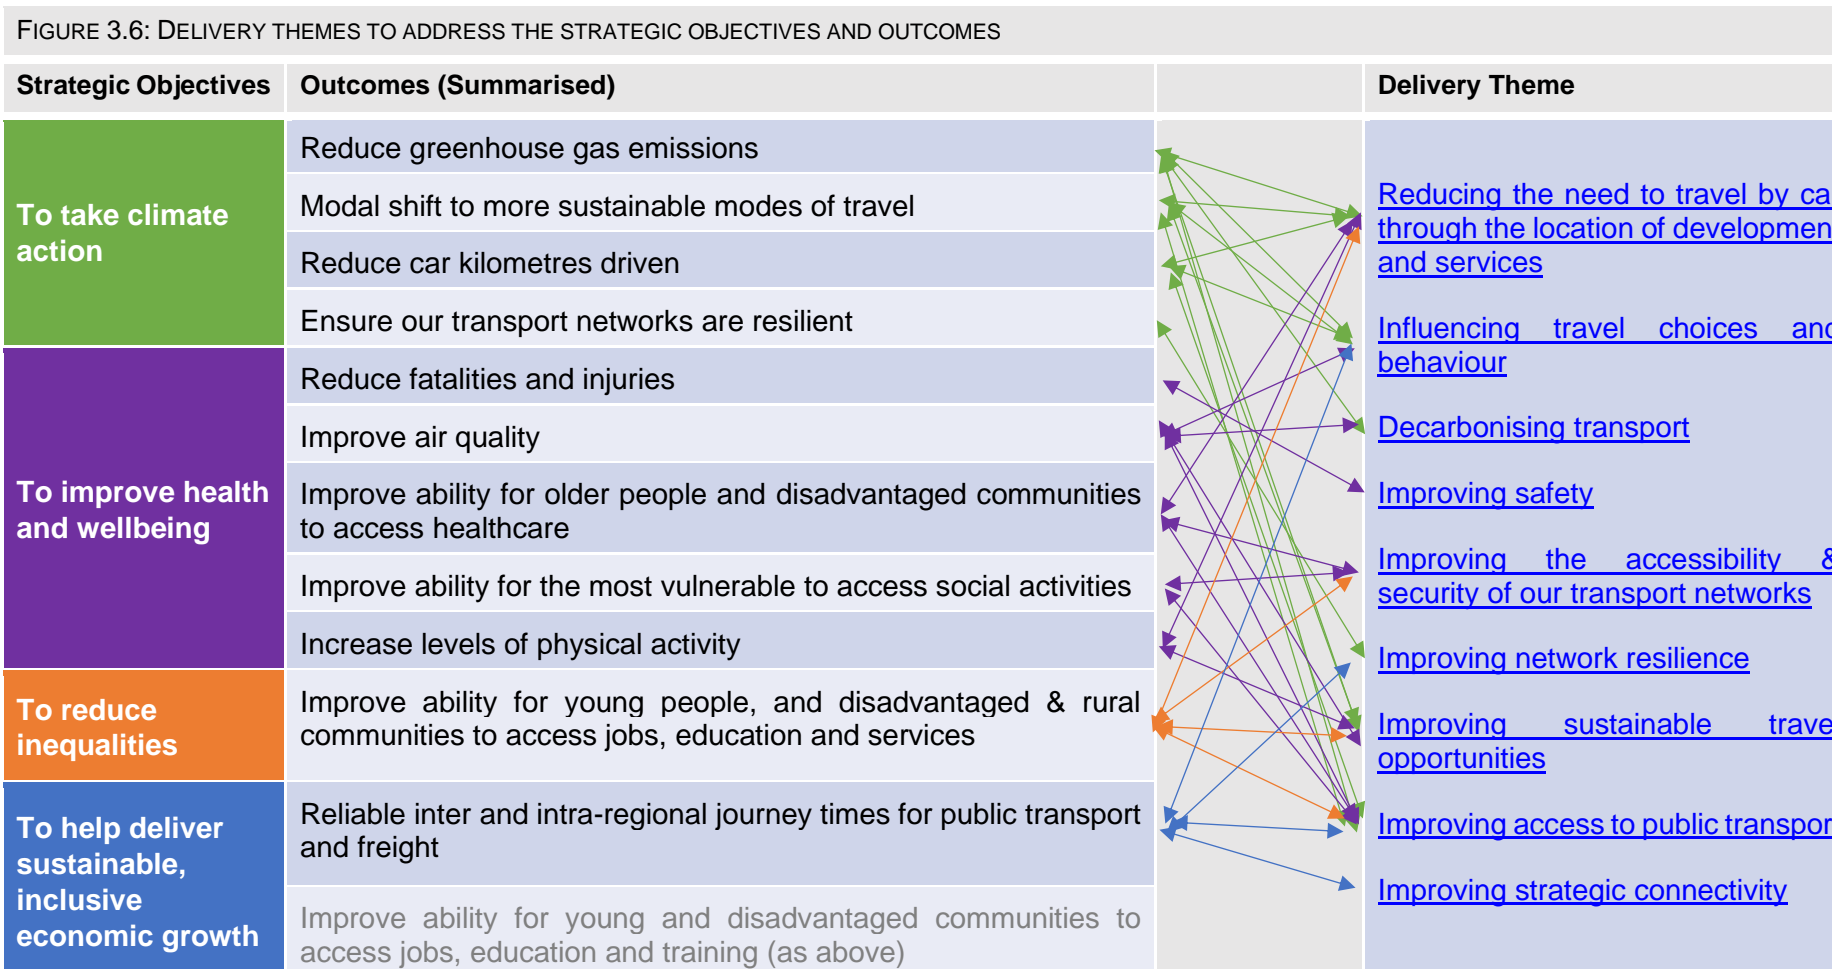 FIGURE 3.6: DELIVERY THEMES TO ADDRESS THE STRATEGIC OBJECTIVES AND OUTCOMES
Strategic Objectives
Outcomes (Summarised)
Delivery Theme
To take climate
action
Reduce greenhouse gas emissions
Modal shift to more sustainable modes of travel
Reduce car kilometres driven
Ensure our transport networks are resilient
To improve health
and wellbeing
Reduce fatalities and injuries
Improve air quality
Improve ability for older people and disadvantaged communities
to access healthcare
Improve ability for the most vulnerable to access social activities
Increase levels of physical activity
To reduce
inequalities
Improve ability for young people, and disadvantaged & rural
communities to access jobs, education and services
To help deliver
sustainable,
inclusive
economic growth
Reliable inter and intra-regional journey times for public transport
and freight
Improve ability for young and disadvantaged communities to
access jobs, education and training (as above)
Reducing the need to travel by ca
through the location of developmen
and services
Influencing travel choices and
behaviour
Decarbonising transport
Improving safety
Improving the accessibility &
security of our transport networks
Improving network resilience
Improving sustainable trave
opportunities
Improving access to public transpor
Improving strategic connectivity